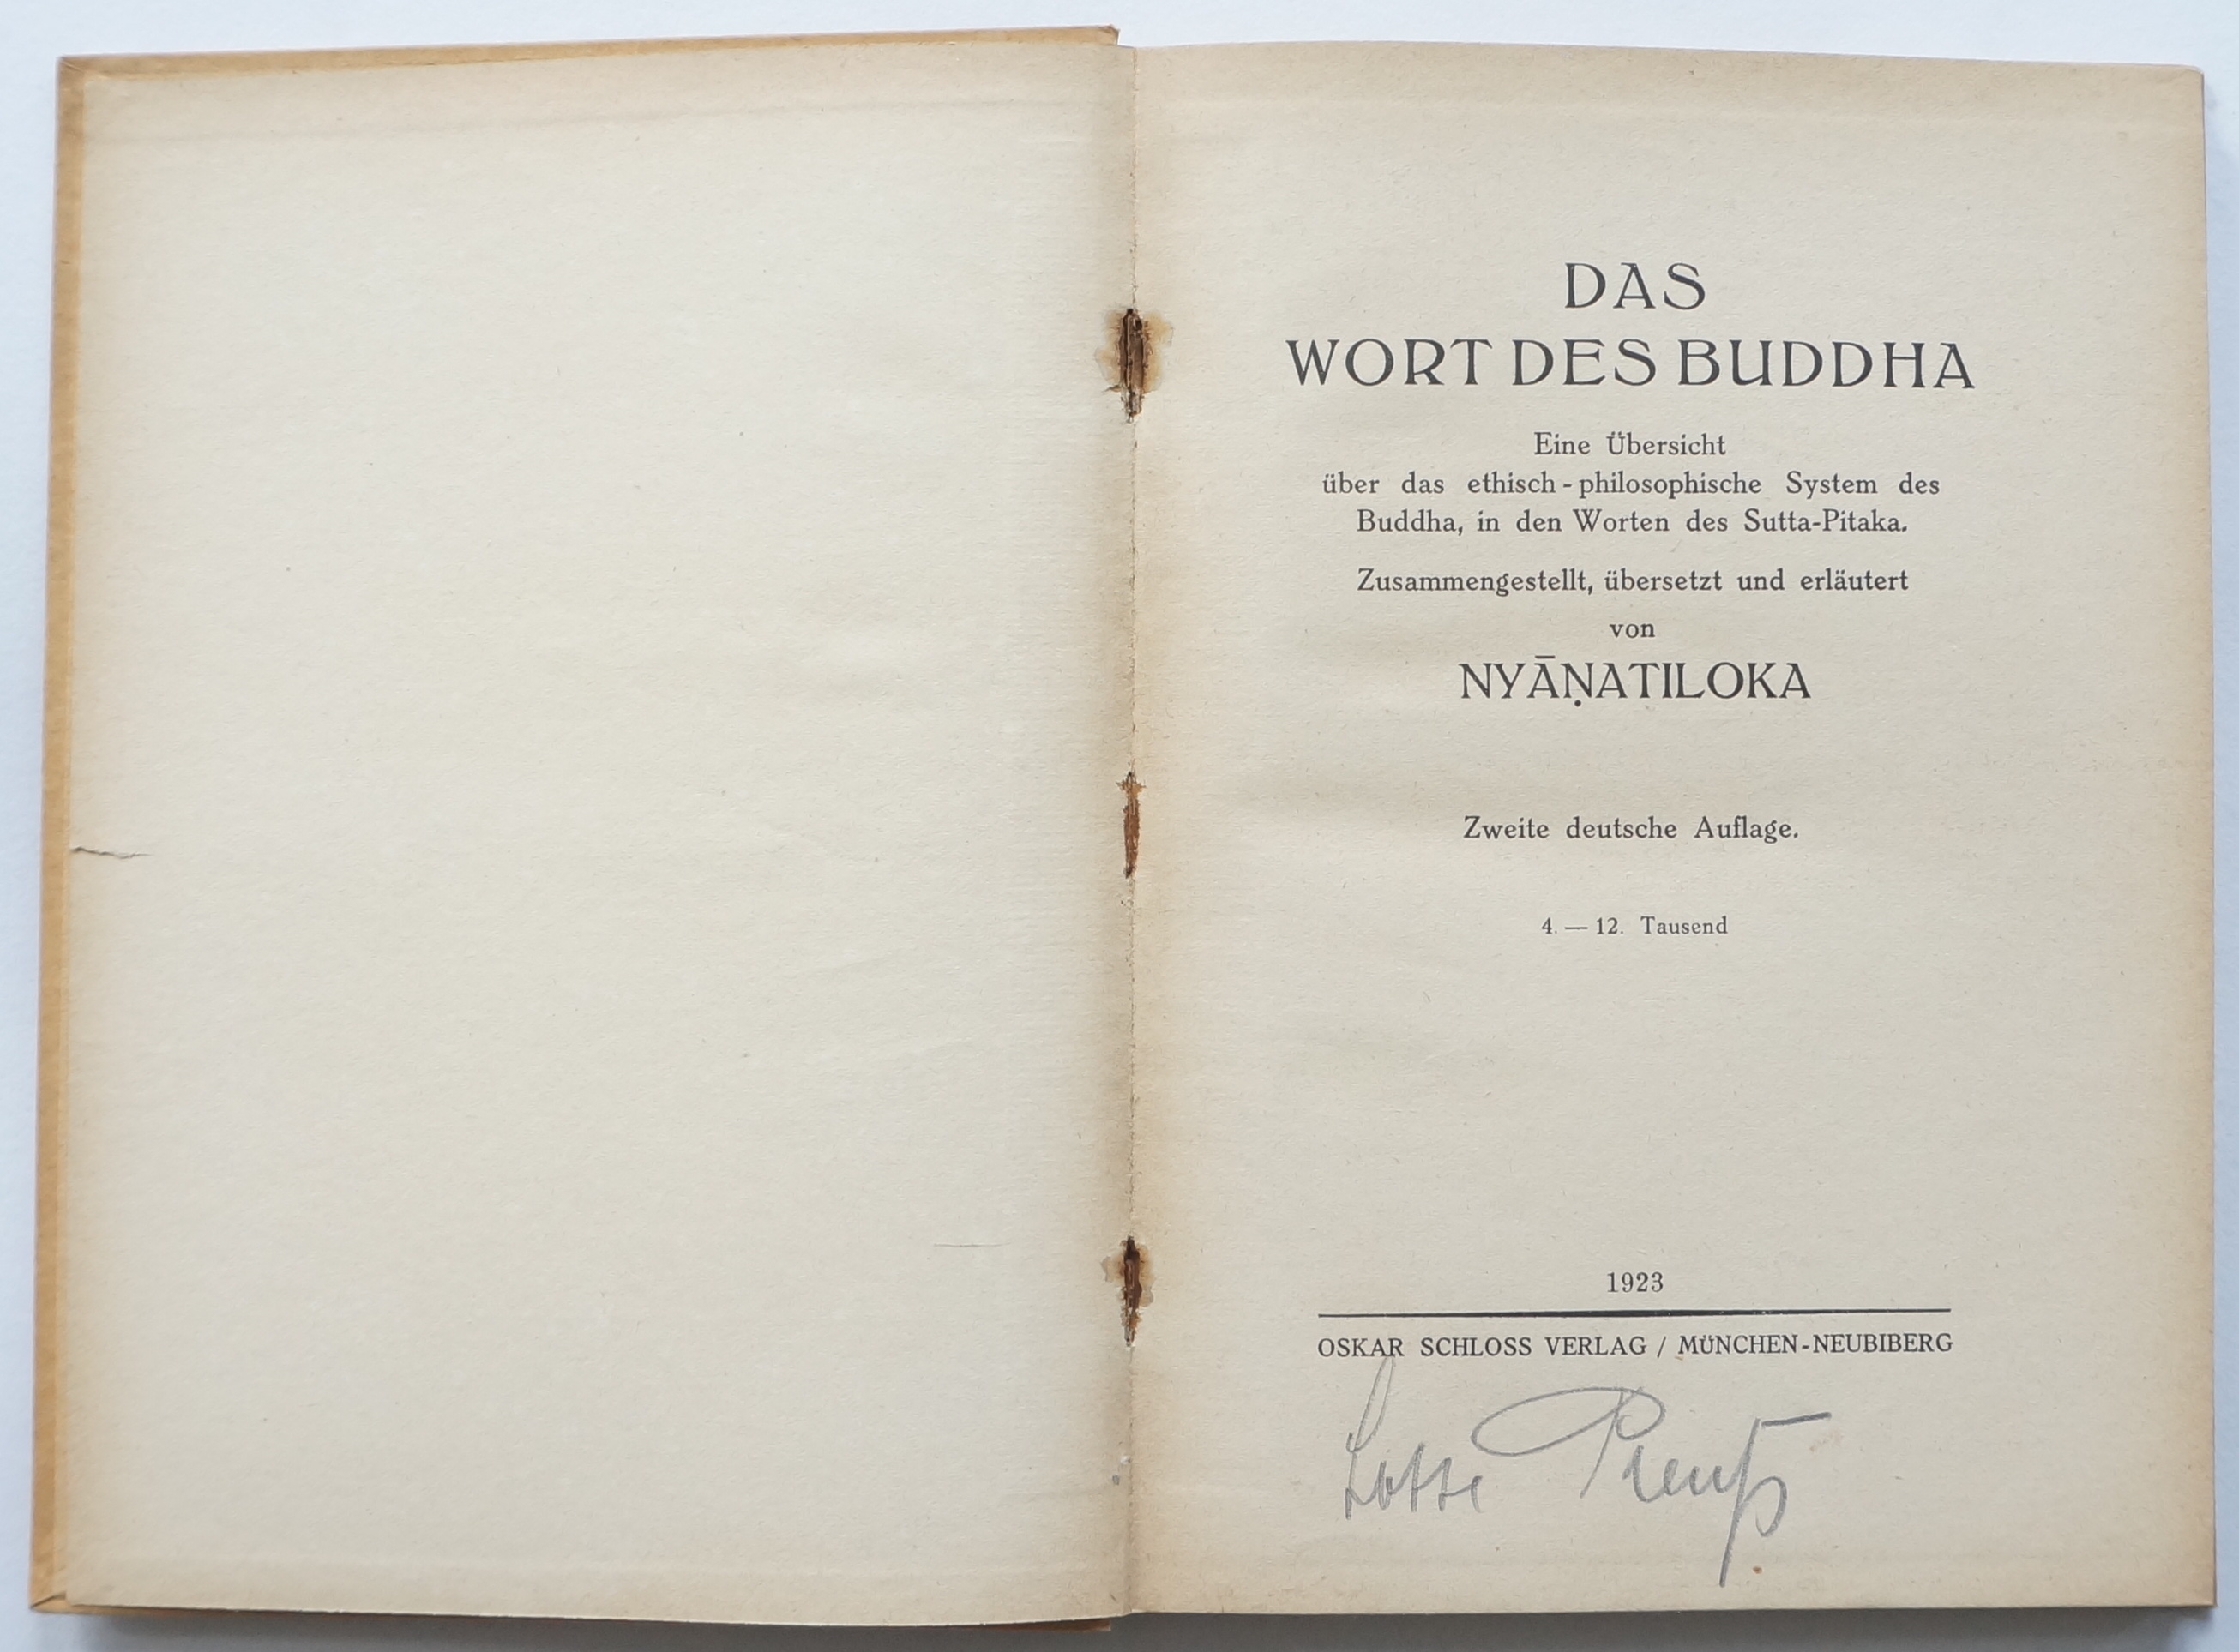 DAS
WORT DES BUDDHA
Eine Übersicht
über das ethisch-philosophische System des
Buddha, in den Worten des Sutta-Pitaka.
Zusammengestellt, übersetzt und erläutert
von
NYĀṆATILOKA
Zweite deutsche Auflage.
4. — 12. Tausend
1923
OSKAR SCHLOSS VERLAG / MÜNCHEN-NEUBIBERG
Lotte Preuß